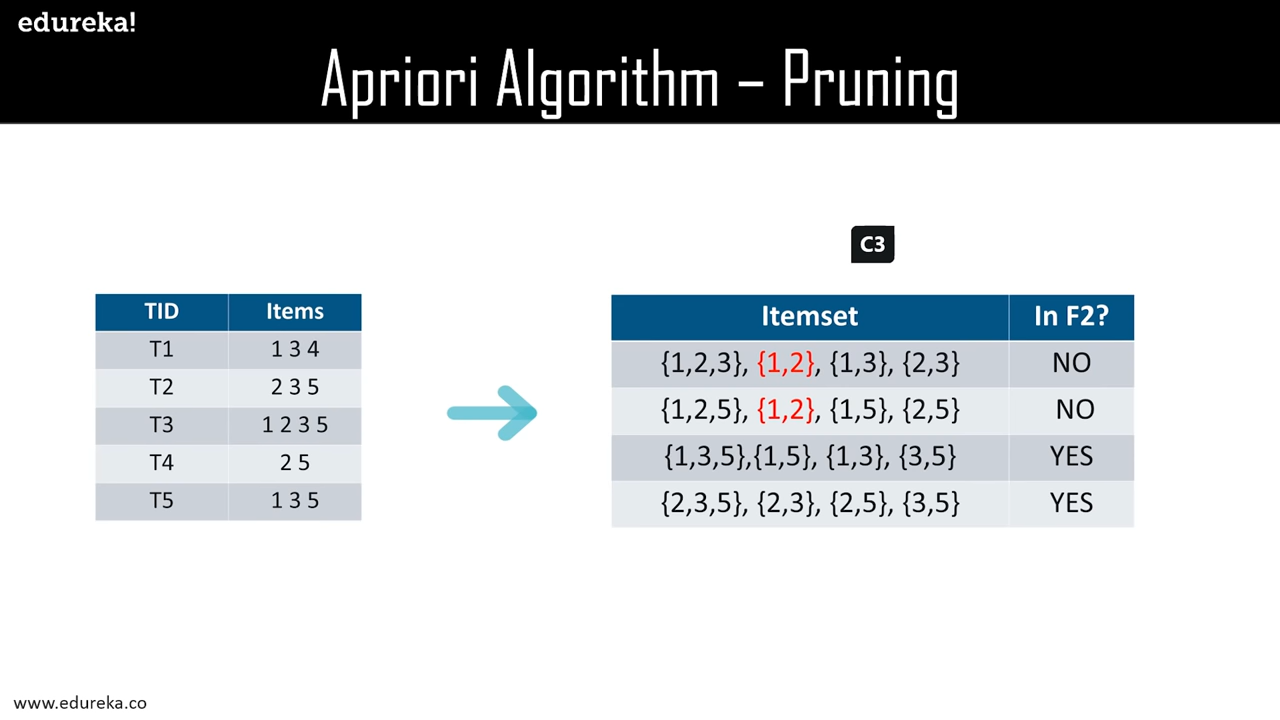 edureka!
Apriori Algorithm – Pruning
C3
TID Items
T1 1 3 4
T2 2 3 5
T3 1 2 3 5
T4 2 5
T5 1 3 5
Itemset In F2?
{1,2,3}, {1,2}, {1,3}, {2,3} NO
{1,2,5}, {1,2}, {1,5}, {2,5} NO
{1,3,5},{1,5}, {1,3}, {3,5} YES
{2,3,5}, {2,3}, {2,5}, {3,5} YES
www.edureka.co